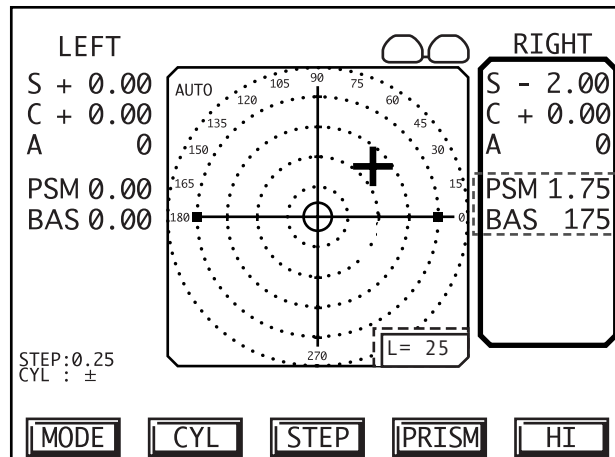 LEFT
S + 0.00
C + 0.00
A 0
PSM 0.00
BAS 0.00
STEP:0.25
CYL : ±
AUTO
90
105
75
120
60
135
45
150
30
165
15
180
0
270
L= 25
RIGHT
S - 2.00
C + 0.00
A 0
PSM 1.75
BAS 175
MODE CYL STEP PRISM HI